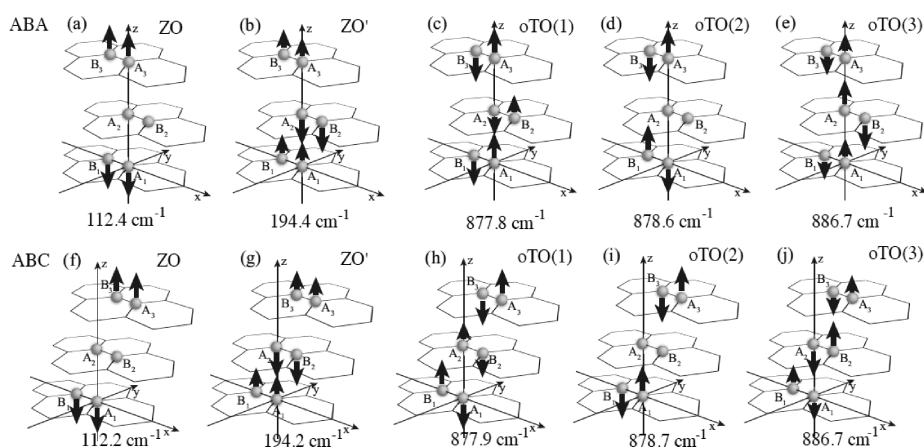 ABA (a) ZO (b) ZO' (c) oTO(1) (d) oTO(2) (e) oTO(3)
z z z z z
B3 A3 B3 A3 B3 A3 B3 A3 B3 A3
A2 B2 A2 B2 A2 B2 A2 B2 A2 B2
y y y y y
B1 A1 B1 A1 B1 A1 B1 A1 B1 A1
x x x x x
112.4 cm-1 194.4 cm-1 877.8 cm-1 878.6 cm-1 886.7 cm-1
ABC (f) ZO (g) ZO' (h) oTO(1) (i) oTO(2) (j) oTO(3)
z z z z z
B3 A3 B3 A3 B3 A3 B3 A3 B3 A3
A2 B2 A2 B2 A2 B2 A2 B2 A2 B2
y y y y y
B1 A1 B1 A1 B1 A1 B1 A1 B1 A1
x x x x x
112.2 cm-1 194.2 cm-1 877.9 cm-1 878.7 cm-1 886.7 cm-1